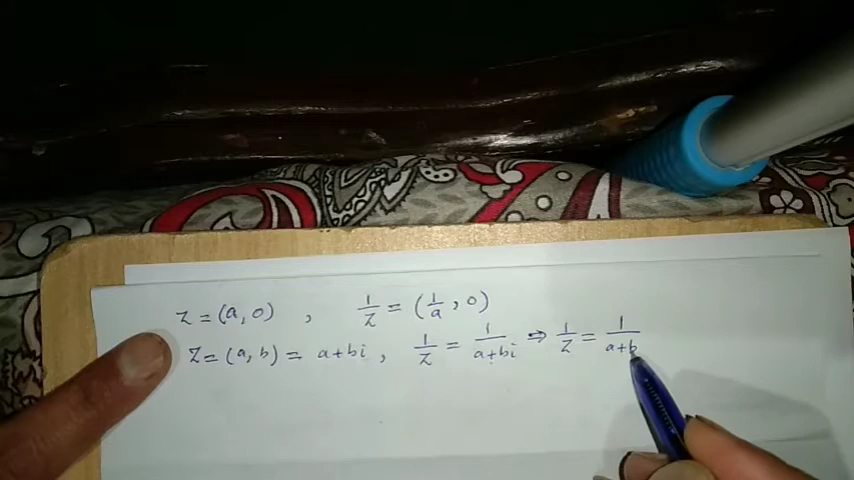 z = (a, 0) , 1/z = (1/a, 0)
z = (a, b) = a+bi , 1/z = 1/(a+bi) ⇒ 1/z = 1/(a+b